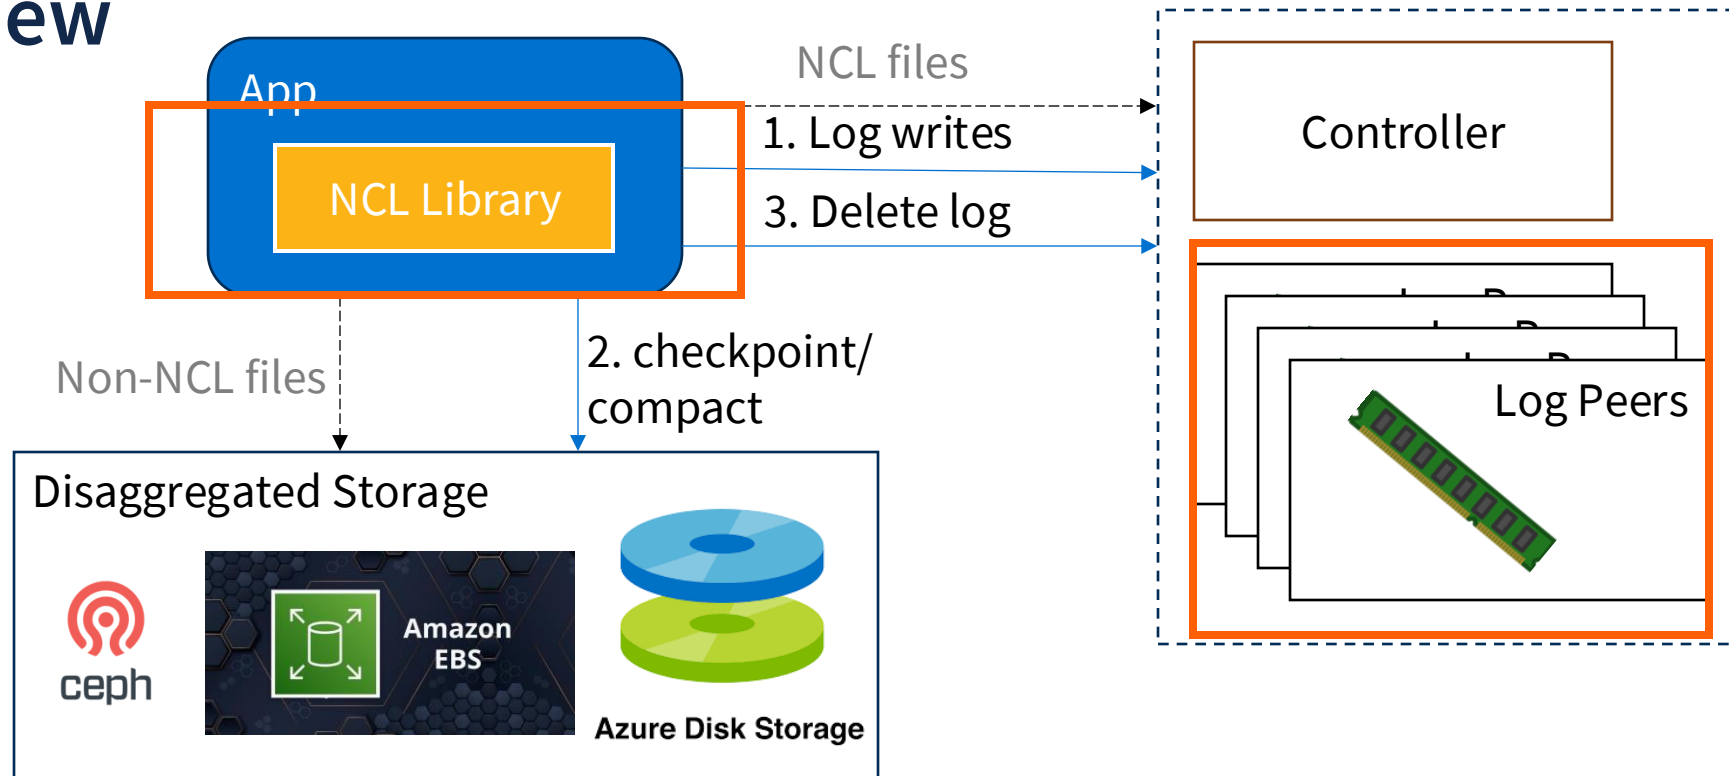 ew
App
NCL Library
NCL files
1. Log writes
3. Delete log
Controller
Log Peers
Non-NCL files
2. checkpoint/
compact
Disaggregated Storage
ceph
Amazon
EBS
Azure Disk Storage